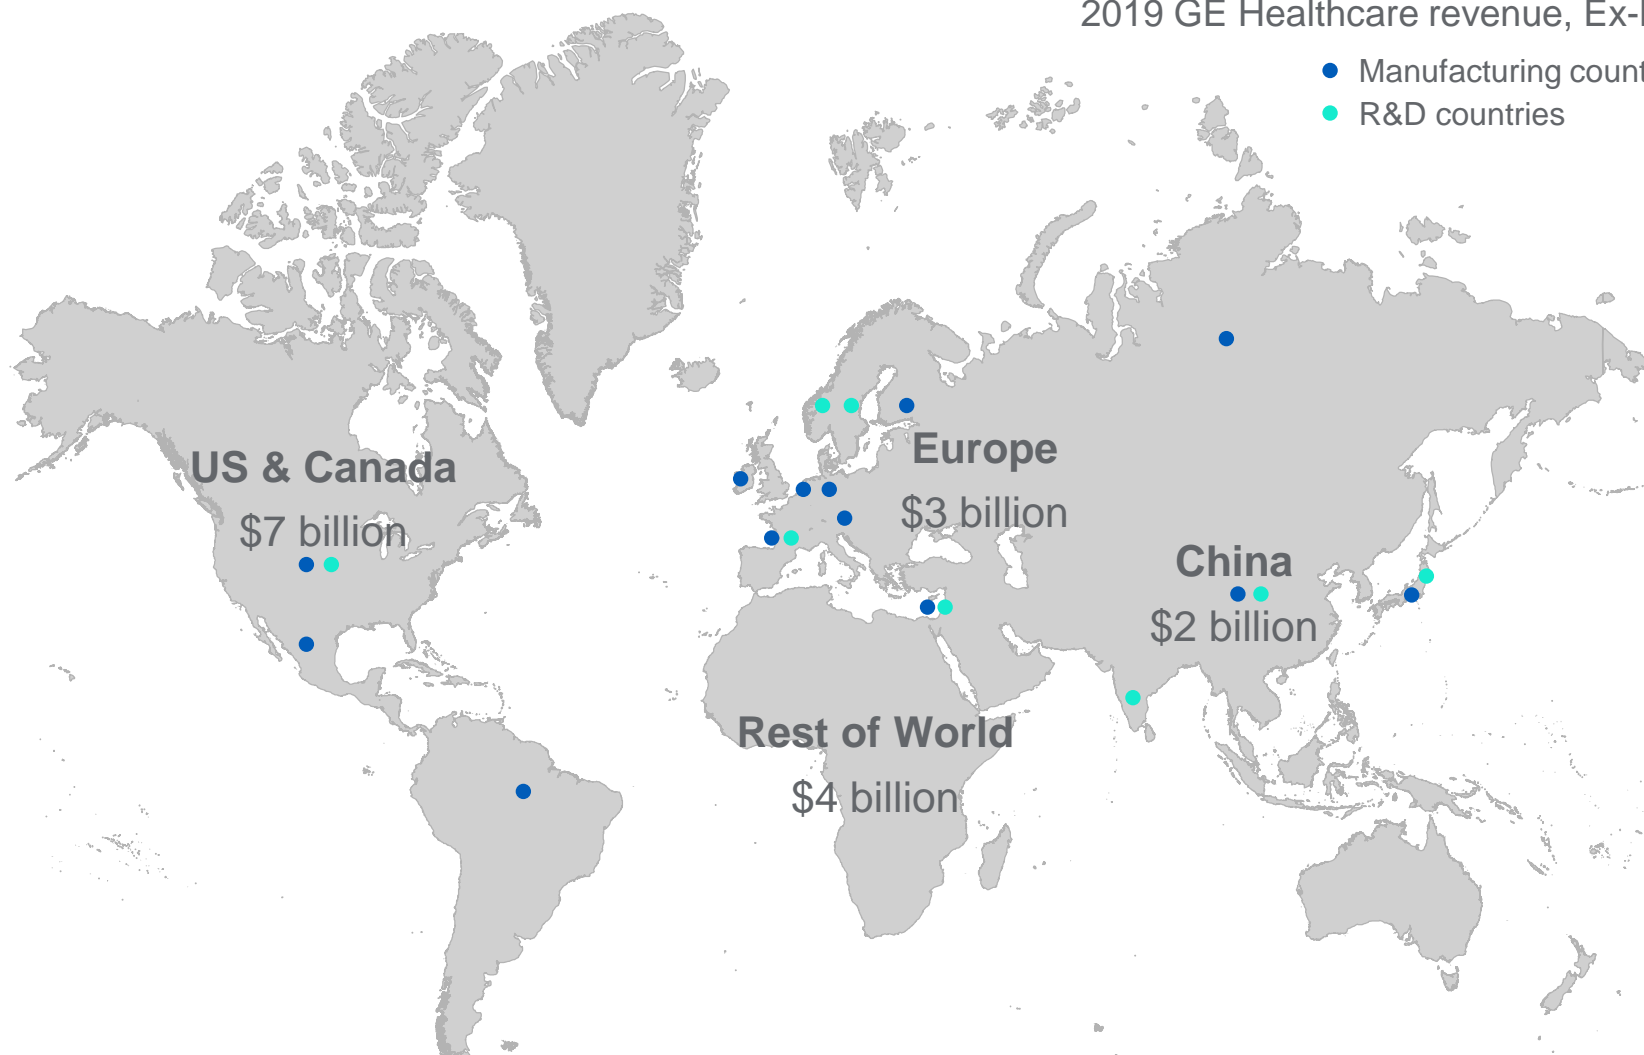 2019 GE Healthcare revenue, Ex-
Manufacturing
R&D countries
US & Canada
$7 billion
Europe
$3 billion
China
$2 billion
Rest of World
$4 billion